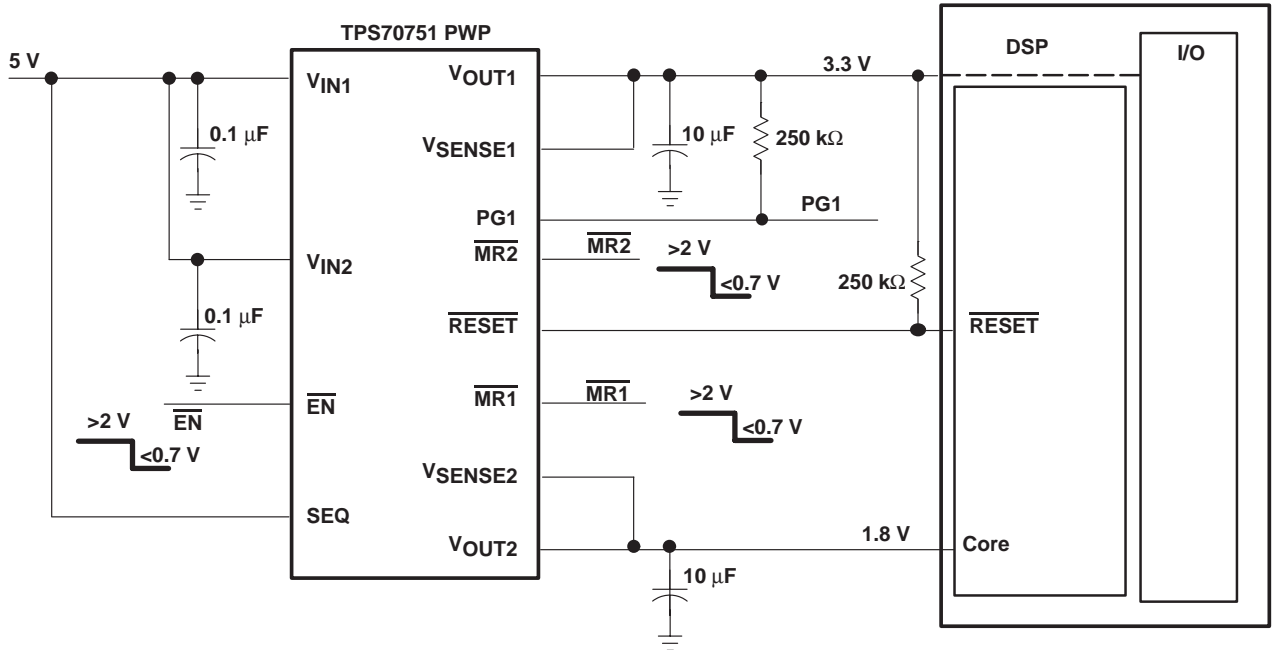 TPS70751 PWP
5 V
VIN1
VOUT1
3.3 V
DSP
I/O
0.1 μF
VSENSE1
10 μF
250 kΩ
PG1
PG1
VIN2
MR2
MR2
>2 V
<0.7 V
250 kΩ
0.1 μF
RESET
RESET
EN
EN
>2 V
<0.7 V
MR1
MR1
>2 V
<0.7 V
VSENSE2
SEQ
VOUT2
1.8 V
Core
10 μF